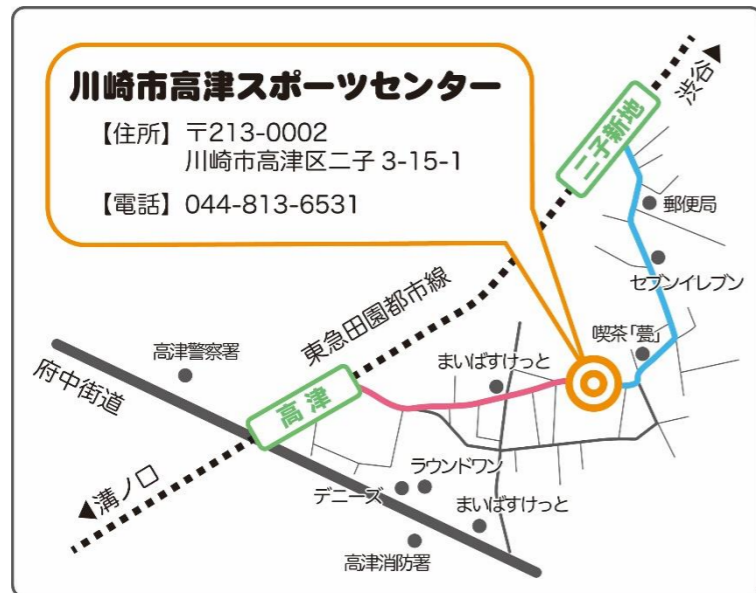 川崎市高津スポーツセンター
【住所】〒213-0002
川崎市高津区二子 3-15-1
【電話】044-813-6531
渋谷
二子新地
郵便局
セブンイレブン
喫茶「甍」
東急田園都市線
まいばすけっと
高津警察署
府中街道
高津
溝ノ口
ラウンドワン
デニーズ
まいばすけっと
高津消防署